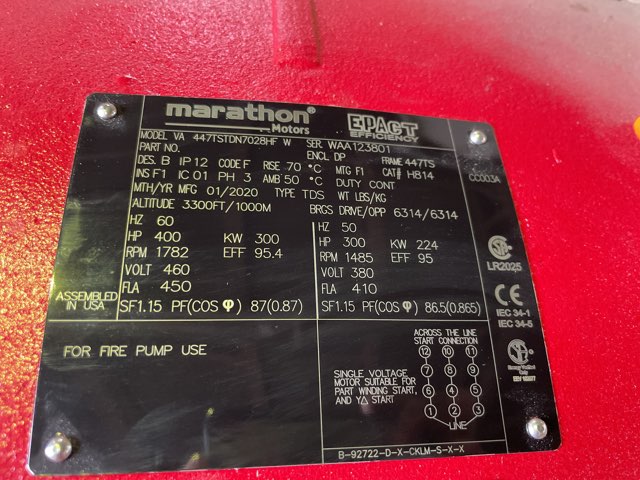 marathon®
Motors
EPACT
EFFICIENCY
MODEL VA 447TSTDN7028HF W SER. WAA123801
PART NO. ENCL DP FRAME 447TS
DES. B IP 12 CODE F RISE 70 °C MTG F1 CAT# H814
INS F1 IC 01 PH 3 AMB 50 °C DUTY CONT
MTH/YR MFG 01/2020 TYPE TDS WT LBS/KG
ALTITUDE 3300FT/1000M BRGS DRIVE/OPP 6314/6314
CC003A
HZ 60
HP 400 KW 300
RPM 1782 EFF 95.4
VOLT 460
FLA 450
SF1.15 PF(COS φ) 87(0.87)
HZ 50
HP 300 KW 224
RPM 1485 EFF 95
VOLT 380
FLA 410
SF1.15 PF(COS φ) 86.5(0.865)
ASSEMBLED
IN USA
LR2025
CE
IEC 34-1
IEC 34-5
FOR FIRE PUMP USE
ACROSS THE LINE
START CONNECTION
12 10 11
7 8 9
6 4 5
1 2 3
LINE
SINGLE VOLTAGE
MOTOR SUITABLE FOR
PART WINDING START,
AND YΔ START
B-92722-D-X-CKLM-S-X-X